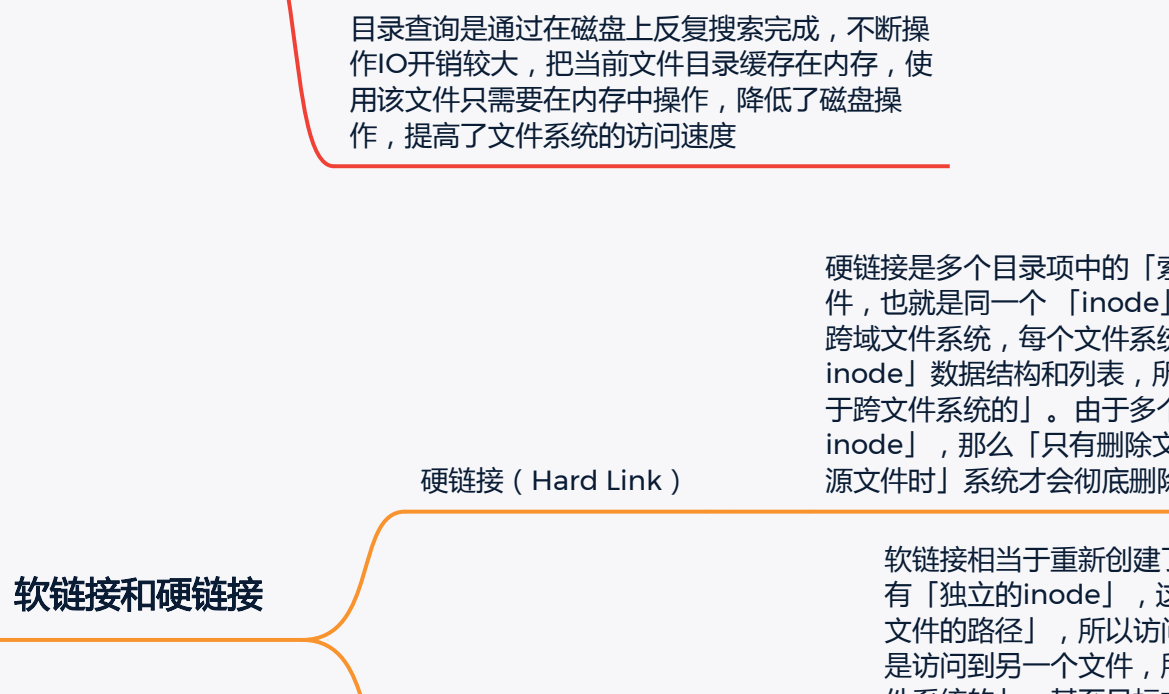 目录查询是通过在磁盘上反复搜索完成，不断操
作IO开销较大，把当前文件目录缓存在内存，使
用该文件只需要在内存中操作，降低了磁盘操
作，提高了文件系统的访问速度
硬链接是多个目录项中的「索
件，也就是同一个 「inode」
跨域文件系统，每个文件系统
inode」数据结构和列表，所
于跨文件系统的」。由于多个
inode」，那么「只有删除文
源文件时」系统才会彻底删除
硬链接（Hard Link）
软链接和硬链接
软链接相当于重新创建了
有「独立的inode」，这
文件的路径」，所以访问
是访问到另一个文件，所